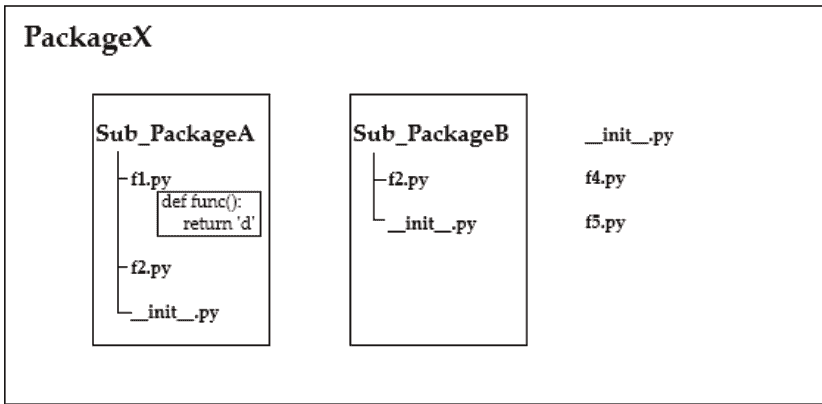 PackageX
Sub_PackageA
f1.py
def func():
return 'd'
f2.py
__init__.py
Sub_PackageB
f2.py
__init__.py
__init__.py
f4.py
f5.py